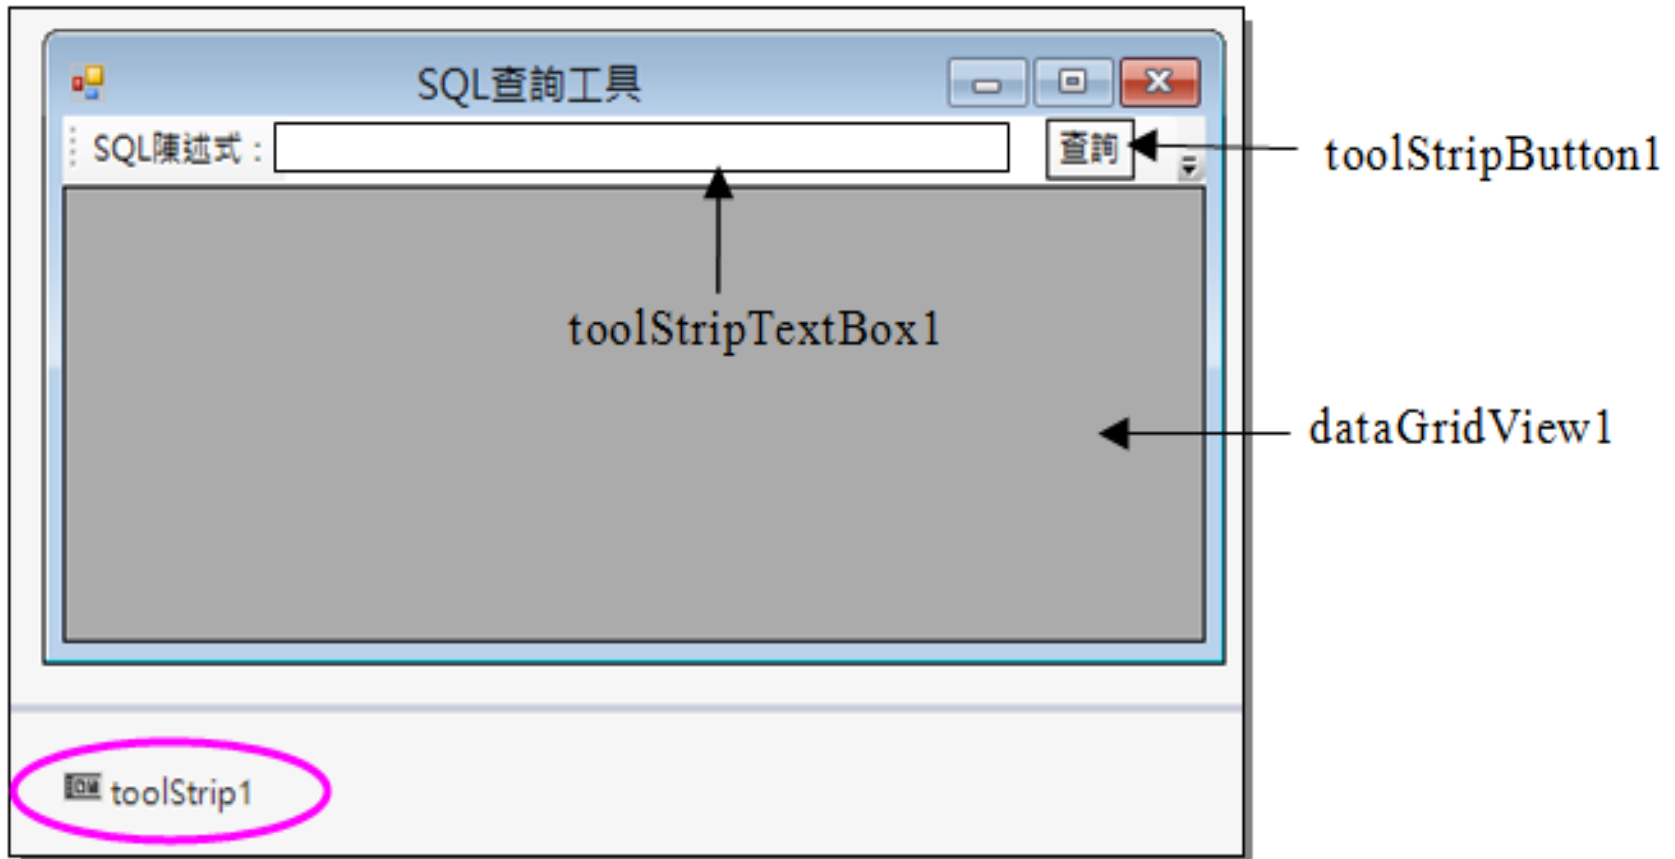 SQL查詢工具
SQL陳述式：
查詢
toolStripButton1
toolStripTextBox1
dataGridView1
toolStrip1